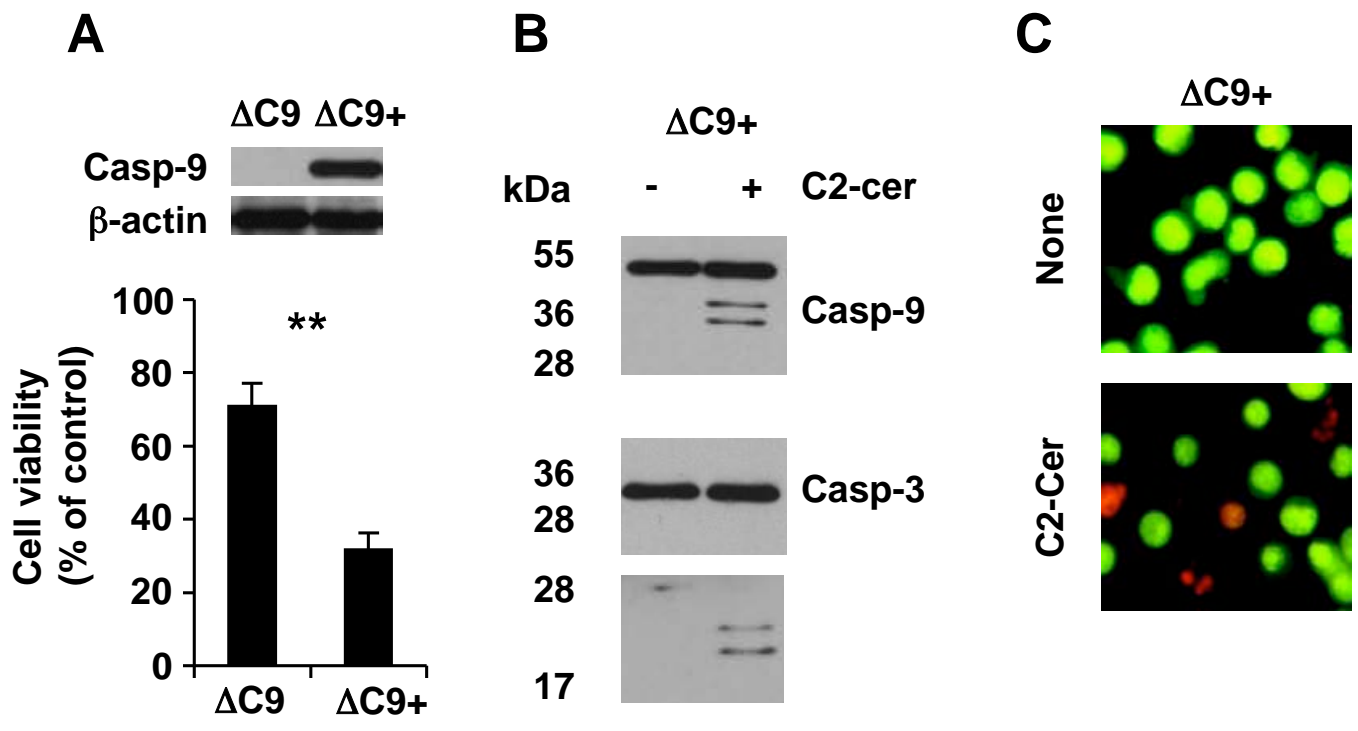 A
ΔC9 ΔC9+
Casp-9
β-actin
100
80
60
40
20
0
**
Cell viability
(% of control)
ΔC9 ΔC9+
B
ΔC9+
kDa - + C2-cer
55
36
28
Casp-9
36
28
Casp-3
28
17
C
ΔC9+
None
C2-Cer